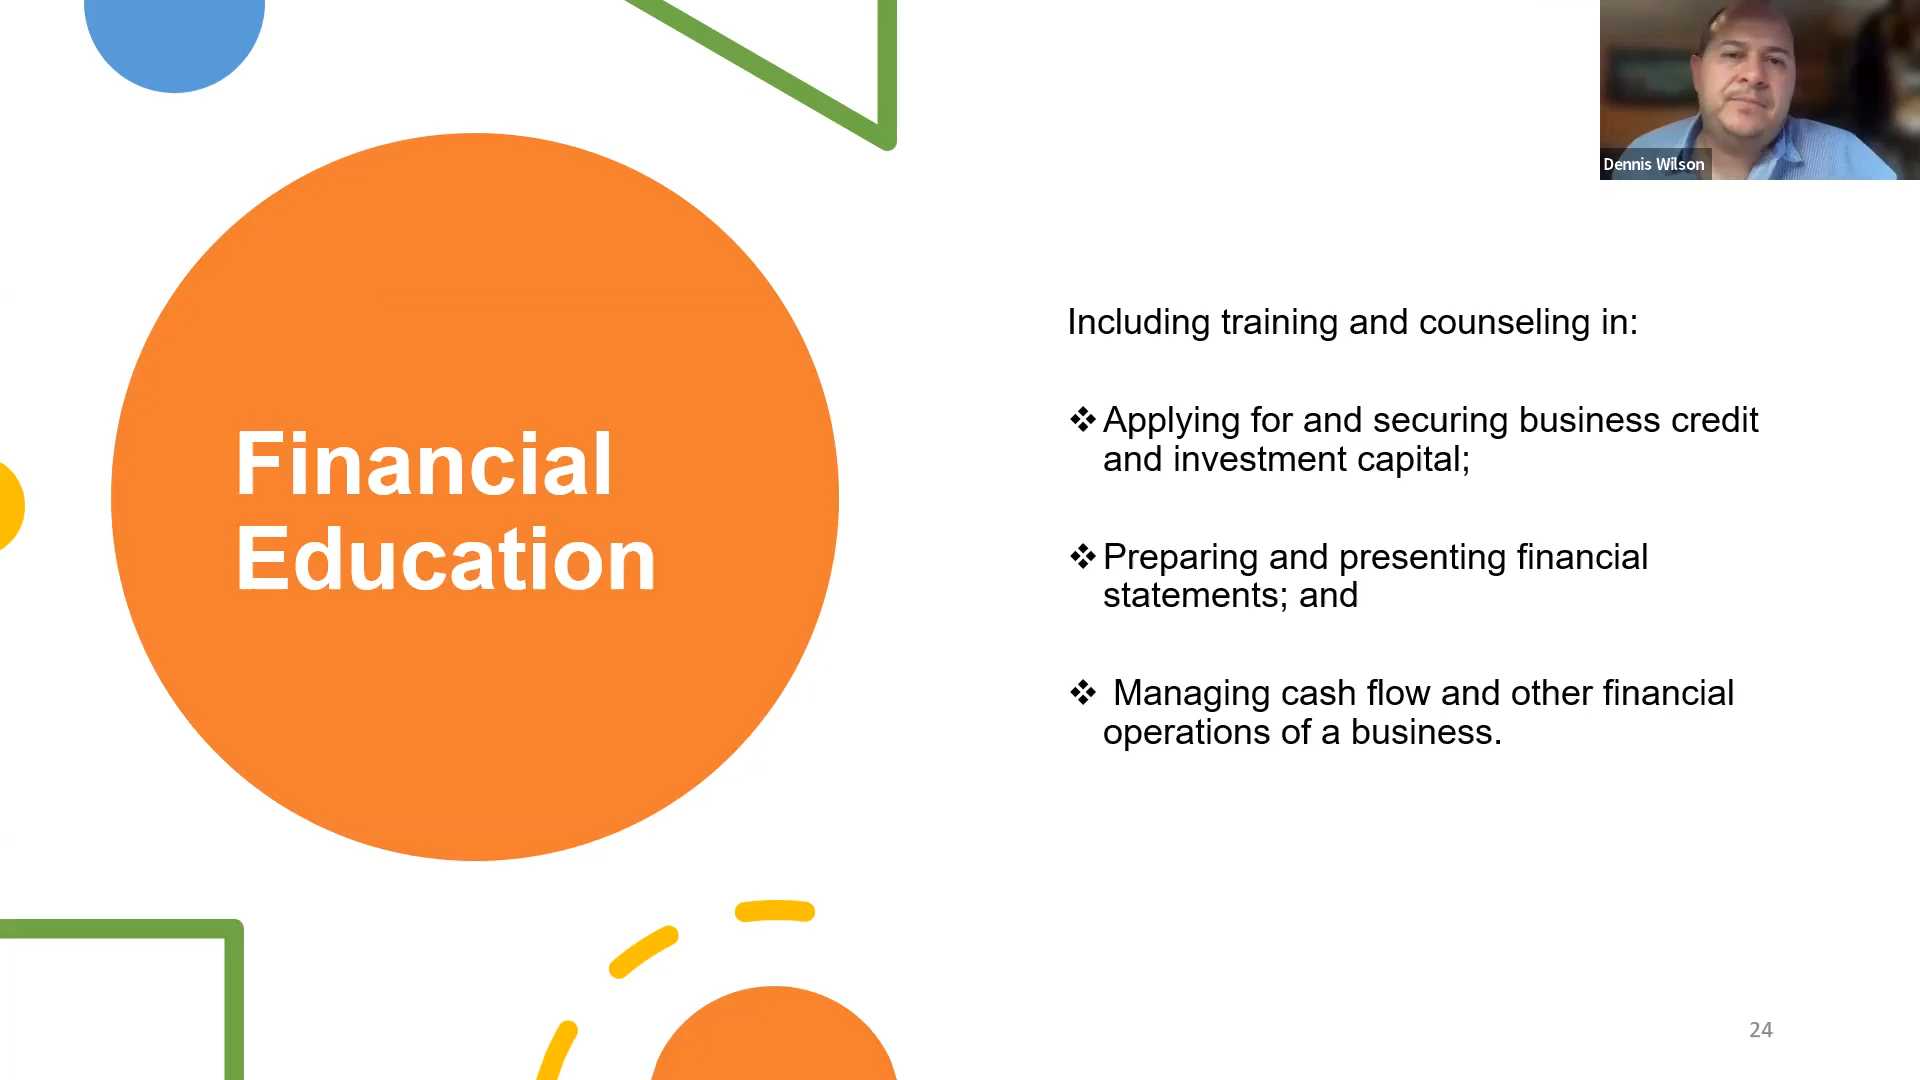 Dennis Wilson
Financial
Education
Including training and counseling in:
❖ Applying for and securing business credit
and investment capital;
❖ Preparing and presenting financial
statements; and
❖ Managing cash flow and other financial
operations of a business.
24